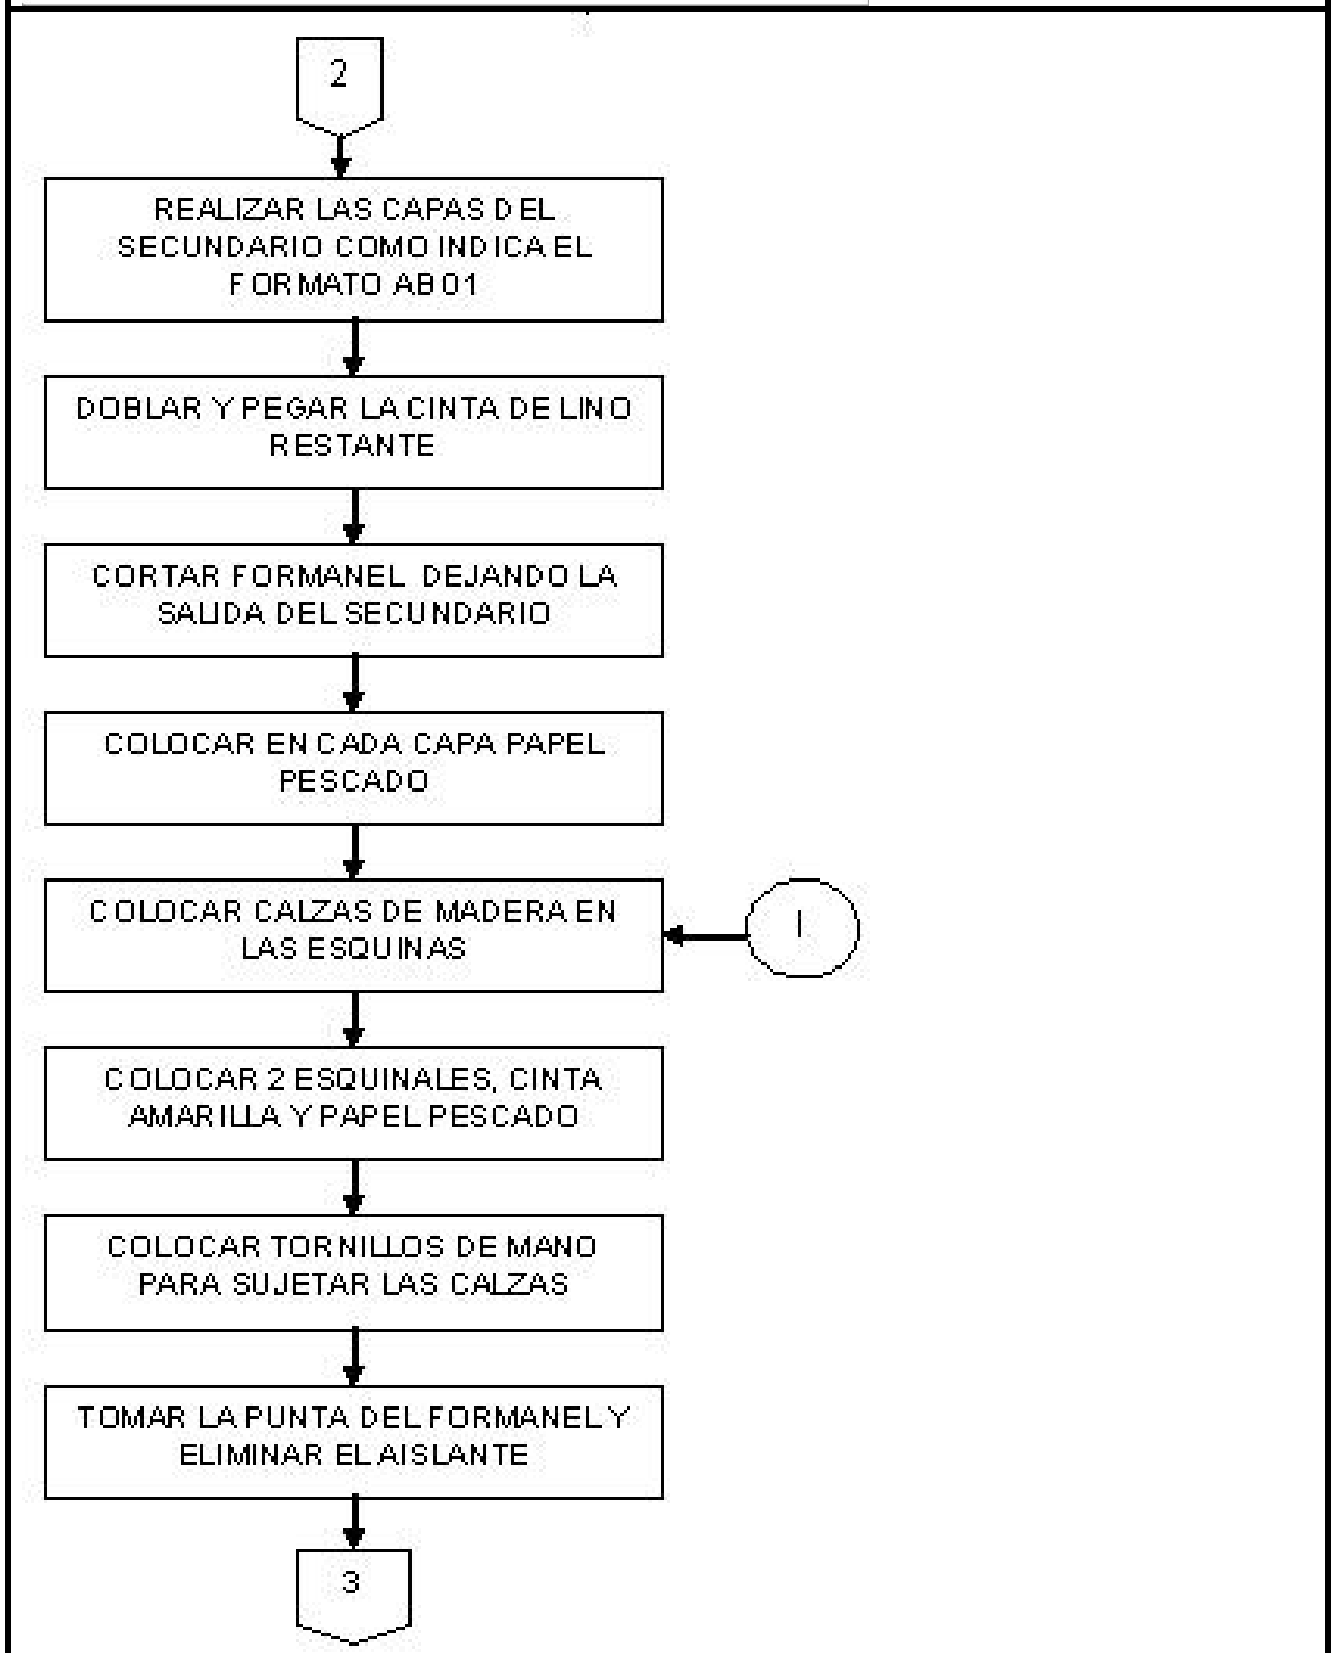 2
REALIZAR LAS CAPAS DEL
SECUNDARIO COMO INDICA EL
FORMATO AB01
DOBLAR Y PEGAR LA CINTA DE LINO
RESTANTE
CORTAR FORMANEL DEJANDO LA
SALIDA DEL SECUNDARIO
COLOCAR EN CADA CAPA PAPEL
PESCADO
COLOCAR CALZAS DE MADERA EN
LAS ESQUINAS
I
COLOCAR 2 ESQUINALES, CINTA
AMARILLA Y PAPEL PESCADO
COLOCAR TORNILLOS DE MANO
PARA SUJETAR LAS CALZAS
TOMAR LA PUNTA DEL FORMANEL Y
ELIMINAR EL AISLANTE
3